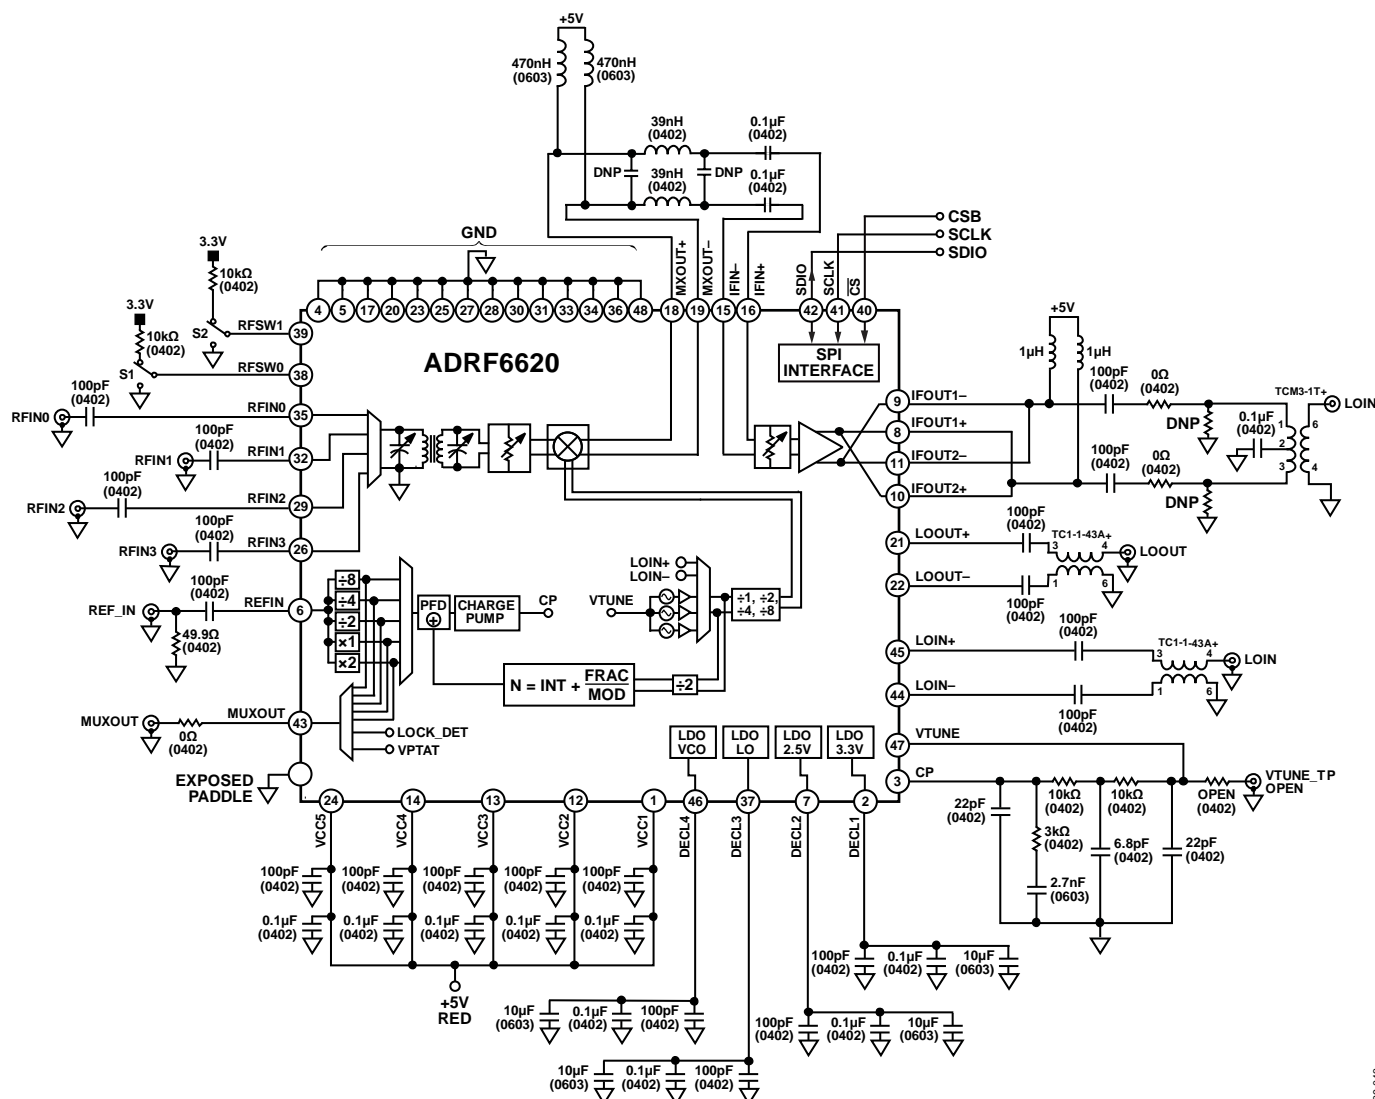 +5V
470nH
(0603)
470nH
(0603)
39nH
(0402)
0.1µF
(0402)
DNP
39nH
(0402)
DNP
0.1µF
(0402)
CSB
SCLK
SDIO
GND
3.3V
10kΩ
(0402)
S2
RFSW1
39
3.3V
10kΩ
(0402)
S1
RFSW0
38
4
5
17
20
23
25
27
28
30
31
33
34
36
48
MXOUT+
18
MXOUT–
19
IFIN–
15
IFIN+
16
SDIO
42
SCLK
41
CS
40
ADRF6620
SPI
INTERFACE
100pF
(0402)
RFIN0
RFIN0
35
100pF
(0402)
RFIN1
RFIN1
32
100pF
(0402)
RFIN2
RFIN2
29
100pF
(0402)
RFIN3
RFIN3
26
100pF
(0402)
REF_IN
REFIN
6
49.9Ω
(0402)
MUXOUT
0Ω
(0402)
MUXOUT
43
EXPOSED
PADDLE
÷8
÷4
÷2
×1
×2
PFD
+
CHARGE
PUMP
CP
LOIN+
LOIN–
VTUNE
÷1, ÷2,
÷4, ÷8
N = INT + FRAC
MOD
÷2
LOCK_DET
VPTAT
LDO
VCO
LDO
LO
LDO
2.5V
LDO
3.3V
9
IFOUT1–
8
IFOUT1+
11
IFOUT2–
10
IFOUT2+
+5V
1µH
1µH
100pF
(0402)
0Ω
(0402)
DNP
100pF
(0402)
0Ω
(0402)
DNP
0.1µF
(0402)
TCM3-1T+
1
2
3
6
4
LOIN
21
LOOUT+
100pF
(0402)
22
LOOUT–
100pF
(0402)
TC1-1-43A+
3
4
1
6
LOOUT
45
LOIN+
100pF
(0402)
44
LOIN–
100pF
(0402)
TC1-1-43A+
3
4
1
6
LOIN
47
VTUNE
3
CP
22pF
(0402)
10kΩ
(0402)
3kΩ
(0402)
2.7nF
(0603)
10kΩ
(0402)
6.8pF
(0402)
22pF
(0402)
OPEN
(0402)
VTUNE_TP
OPEN
24
VCC5
14
VCC4
13
VCC3
12
VCC2
1
VCC1
46
DECL4
37
DECL3
7
DECL2
2
DECL1
100pF
(0402)
100pF
(0402)
100pF
(0402)
100pF
(0402)
100pF
(0402)
0.1µF
(0402)
0.1µF
(0402)
0.1µF
(0402)
0.1µF
(0402)
0.1µF
(0402)
+5V
RED
100pF
(0402)
0.1µF
(0402)
10µF
(0603)
10µF
(0603)
0.1µF
(0402)
100pF
(0402)
100pF
(0402)
0.1µF
(0402)
10µF
(0603)
10µF
(0603)
0.1µF
(0402)
100pF
(0402)